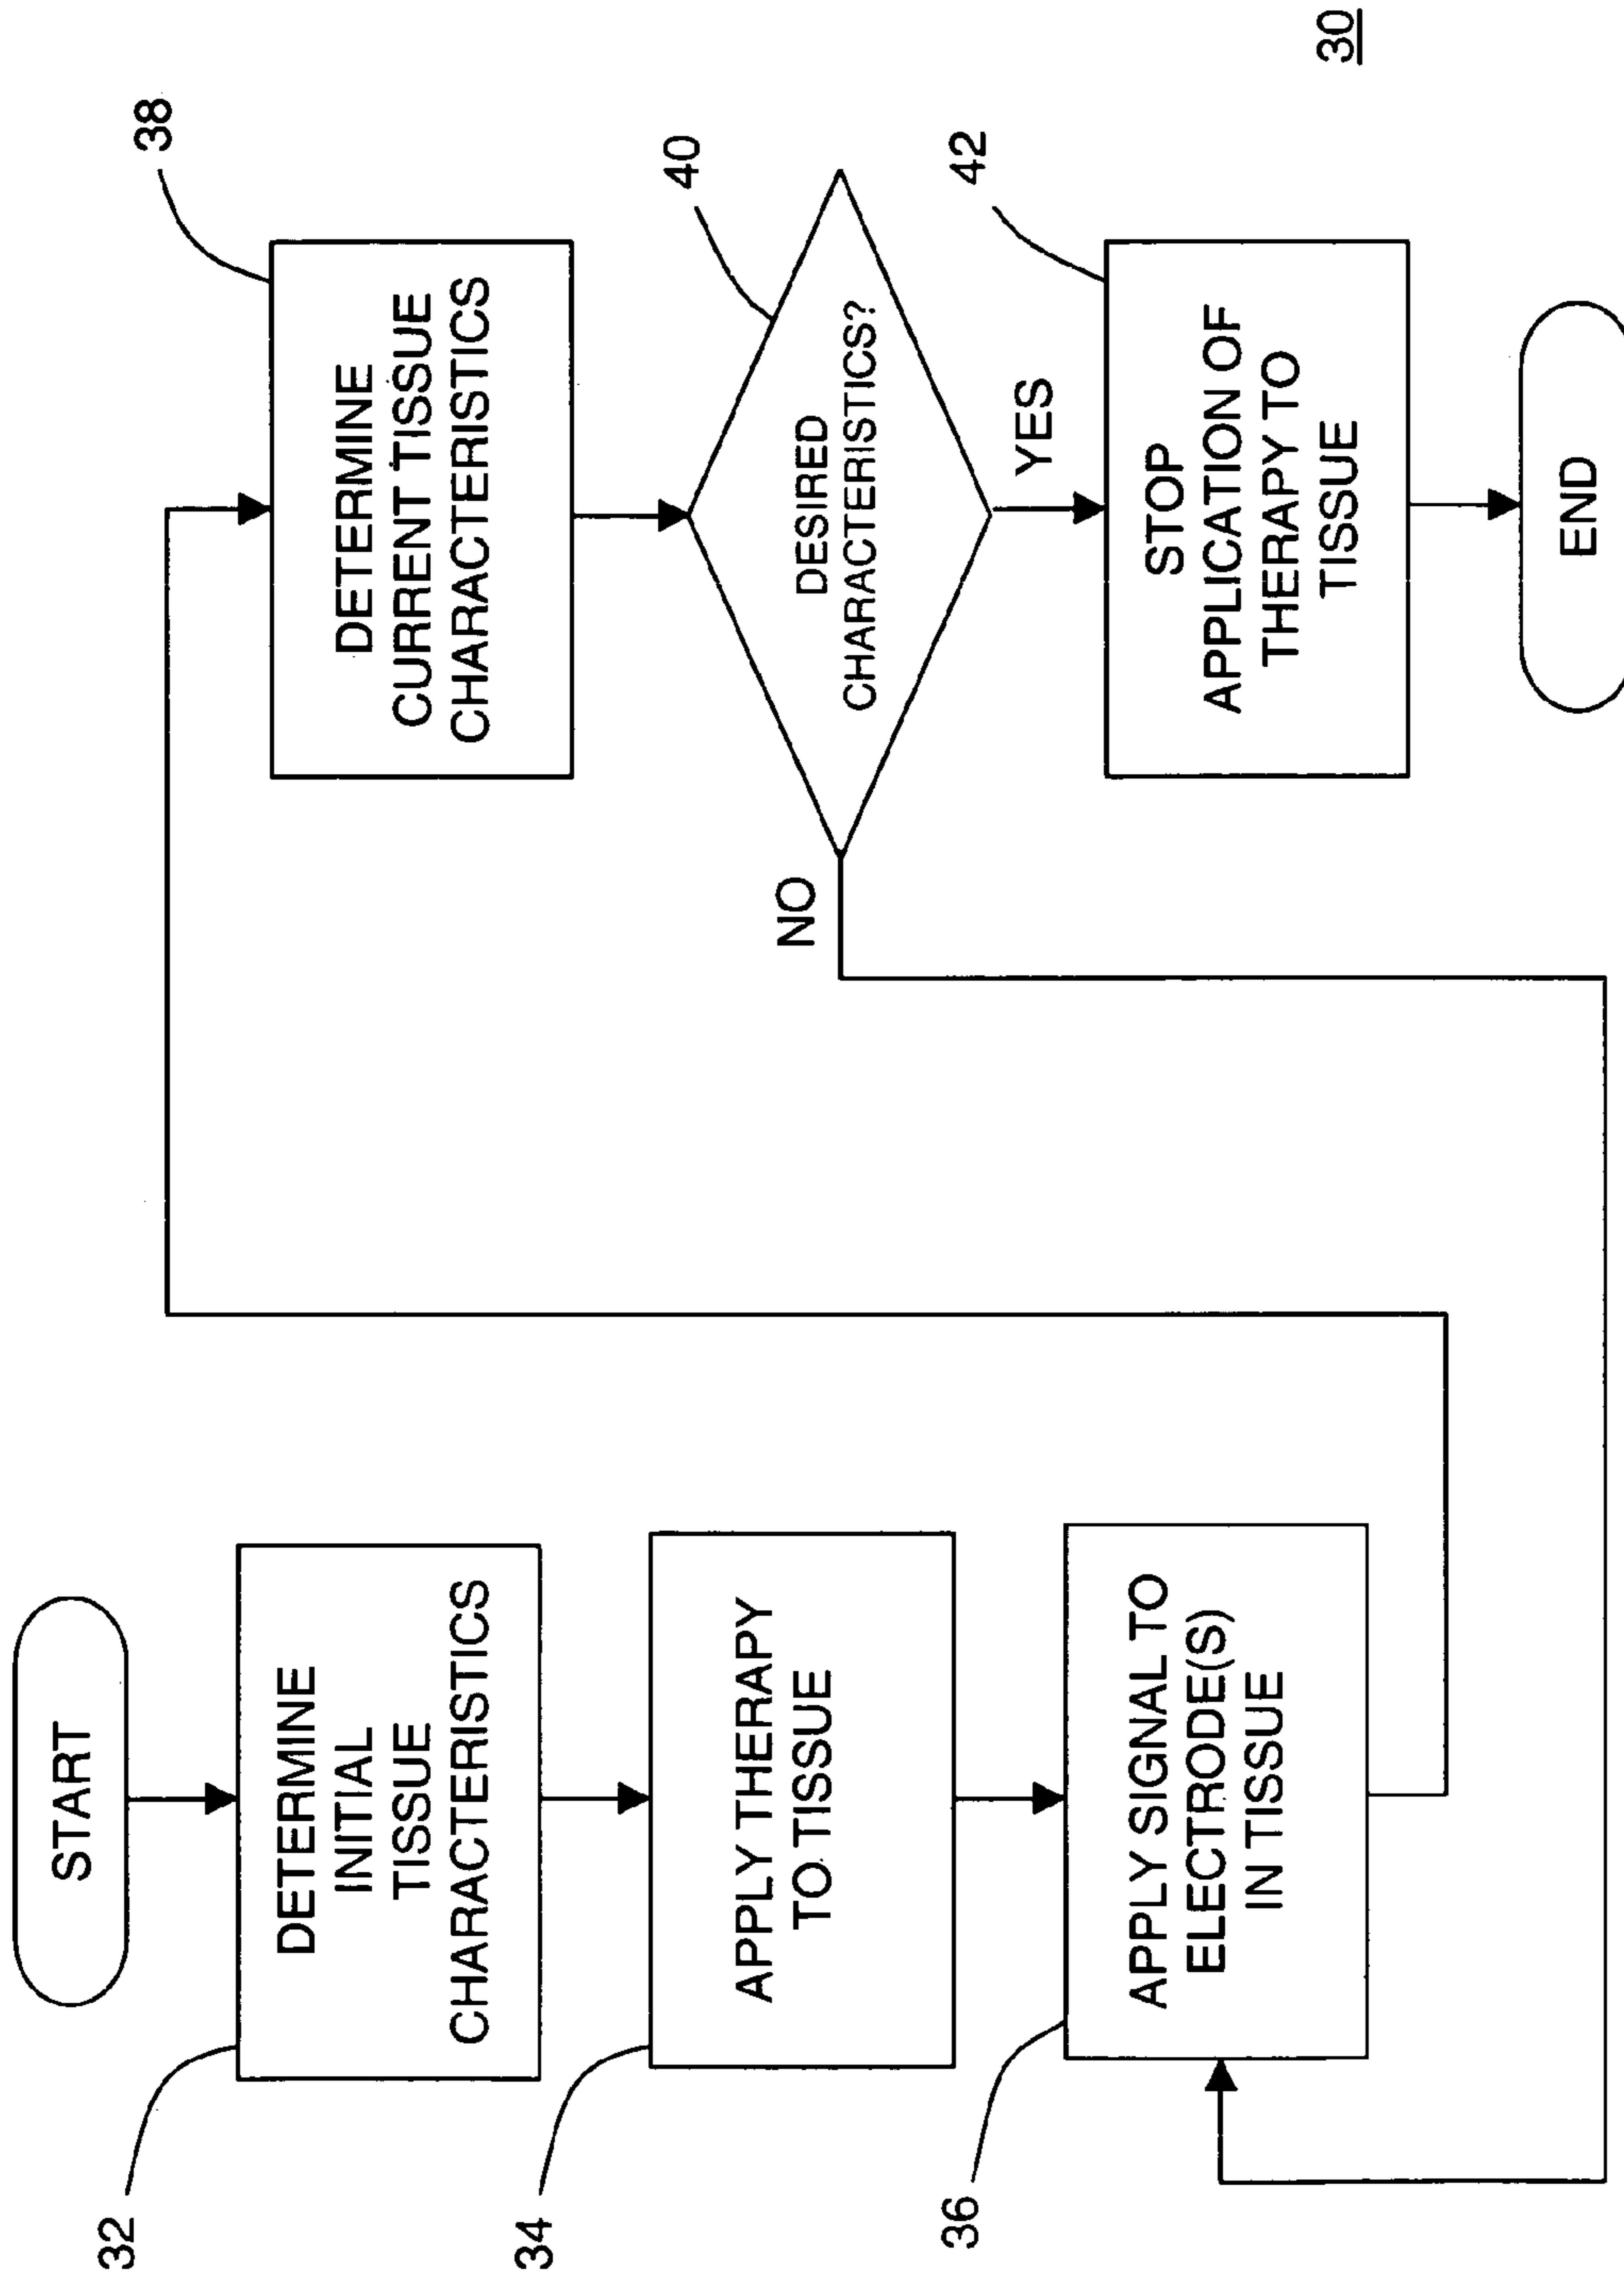 START
32
DETERMINE
INITIAL
TISSUE
CHARACTERISTICS
34
APPLY THERAPY
TO TISSUE
36
APPLY SIGNAL TO
ELECTRODE(S)
IN TISSUE
38
DETERMINE
CURRENT TISSUE
CHARACTERISTICS
40
DESIRED
CHARACTERISTICS?
NO
YES
42
STOP
APPLICATION OF
THERAPY TO
TISSUE
END
30